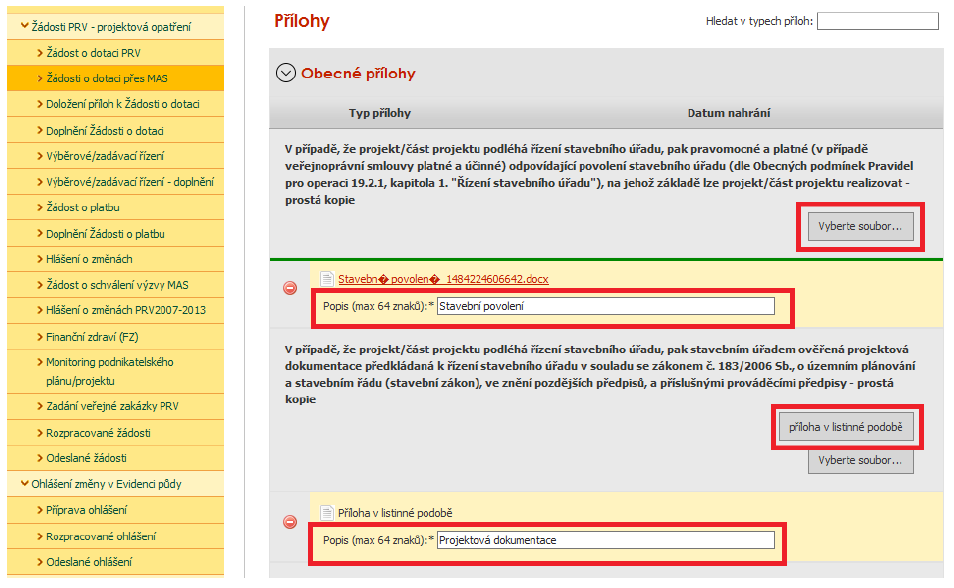 Žádosti PRV - projektová opatření
Žádost o dotaci PRV
Žádosti o dotaci přes MAS
Doložení příloh k Žádosti o dotaci
Doplnění Žádosti o dotaci
Výběrové/zadávací řízení
Výběrové/zadávací řízení - doplnění
Žádost o platbu
Doplnění Žádosti o platbu
Hlášení o změnách
Žádost o schválení výzvy MAS
Hlášení o změnách PRV2007-2013
Finanční zdraví (FZ)
Monitoring podnikatelského
plánu/projektu
Zadání veřejné zakázky PRV
Rozpracované žádosti
Odeslané žádosti
Ohlášení změny v Evidenci půdy
Příprava ohlášení
Rozpracované ohlášení
Odeslané ohlášení
Přílohy
Hledat v typech příloh:
Obecné přílohy
Typ přílohy Datum nahrání
V případě, že projekt/část projektu podléhá řízení stavebního úřadu, pak pravomocné a platné (v případě
veřejnoprávní smlouvy platné a účinné) odpovídající povolení stavebního úřadu (dle Obecných podmínek Pravidel
pro operaci 19.2.1, kapitola 1. "Řízení stavebního úřadu"), na jehož základě lze projekt/část projektu realizovat -
prostá kopie
Vyberte soubor...
Stavebn� povolen�_1484224606642.docx
Popis (max 64 znaků):* Stavební povolení
V případě, že projekt/část projektu podléhá řízení stavebního úřadu, pak stavebním úřadem ověřená projektová
dokumentace předkládaná k řízení stavebního úřadu v souladu se zákonem č. 183/2006 Sb., o územním plánování
a stavebním řádu (stavební zákon), ve znění pozdějších předpisů, a příslušnými prováděcími předpisy - prostá
kopie
příloha v listinné podobě
Vyberte soubor...
Příloha v listinné podobě
Popis (max 64 znaků):* Projektová dokumentace